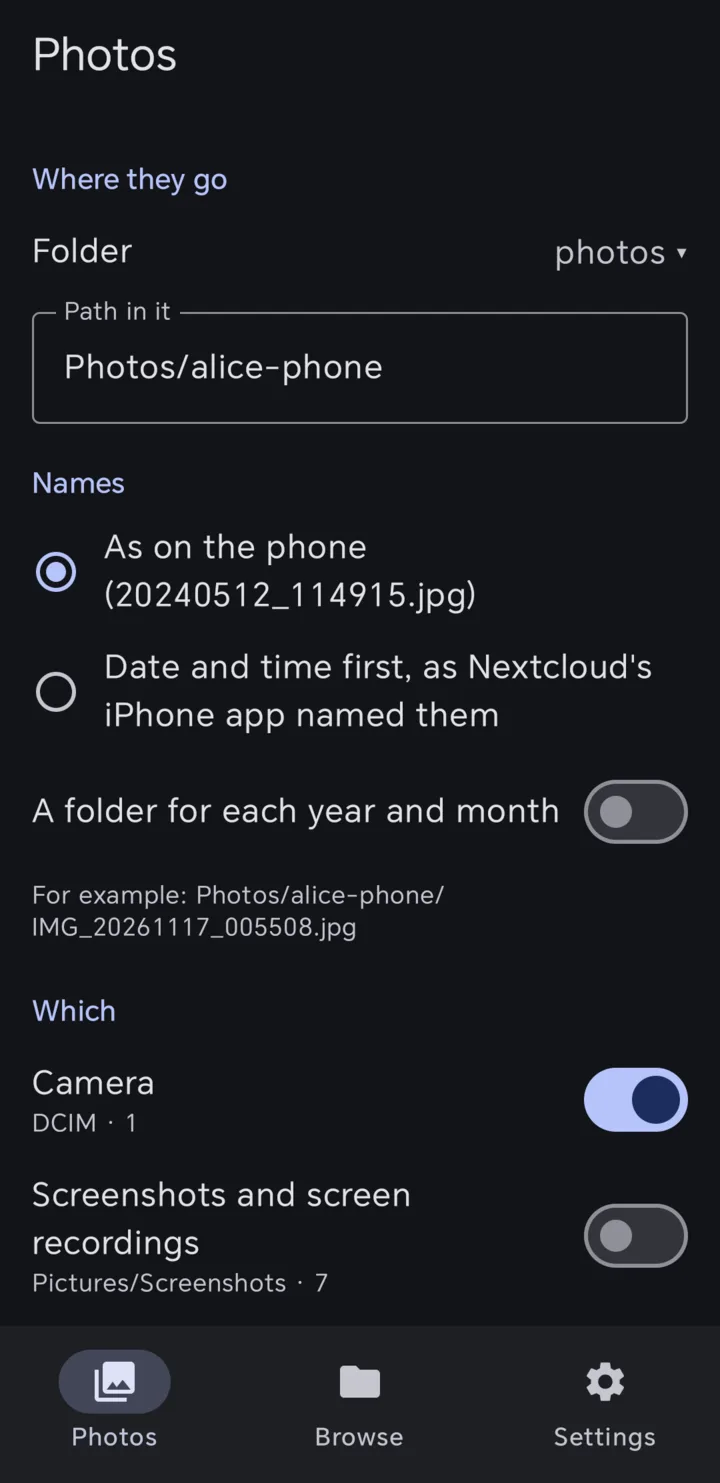 Photos
Where they go
Folder
photos ▾
Path in it
Photos/alice-phone
Names
As on the phone
(20240512_114915.jpg)
Date and time first, as Nextcloud's
iPhone app named them
A folder for each year and month
For example: Photos/alice-phone/
IMG_20261117_005508.jpg
Which
Camera
DCIM · 1
Screenshots and screen
recordings
Pictures/Screenshots · 7
Photos
Browse
Settings